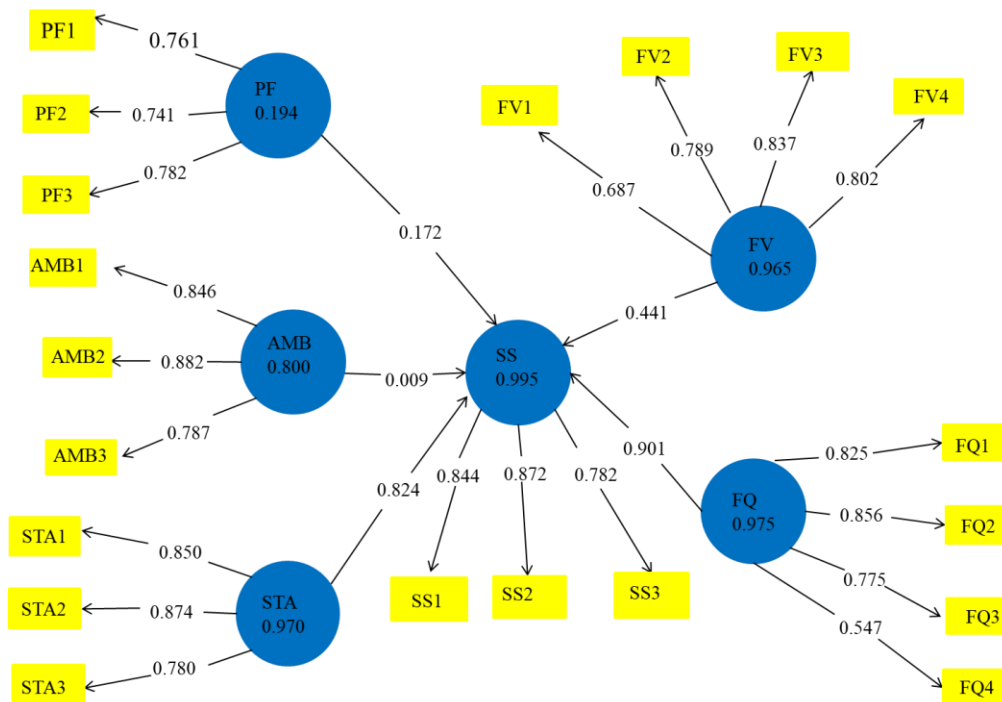 PF1
0.761
PF
0.194
PF2
0.741
PF3
0.782
0.172
FV1
FV2
FV3
FV4
0.687
0.789
0.837
0.802
FV
0.965
0.441
AMB1
0.846
AMB2
0.882
AMB
0.800
AMB3
0.787
0.009
SS
0.995
STA1
0.850
STA2
0.874
STA
0.970
STA3
0.780
0.824
0.844
0.872
0.782
SS1
SS2
SS3
0.901
FQ
0.975
0.825
FQ1
0.856
FQ2
0.775
FQ3
0.547
FQ4